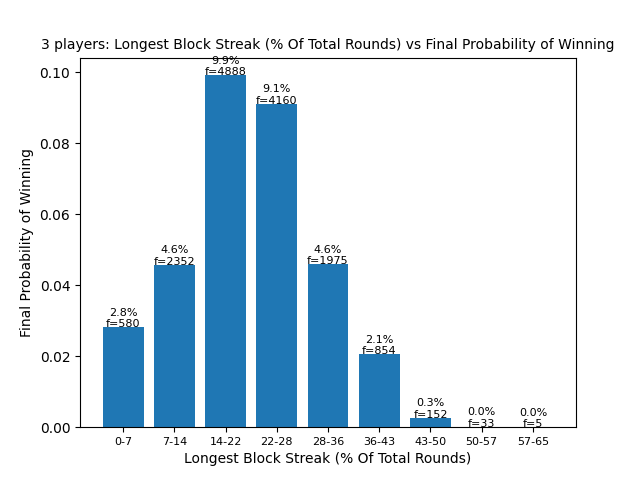 3 players: Longest Block Streak (% Of Total Rounds) vs Final Probability of Winning
Final Probability of Winning
0.10
0.08
0.06
0.04
0.02
0.00
2.8%
f=580
4.6%
f=2352
9.9%
f=4888
9.1%
f=4160
4.6%
f=1975
2.1%
f=854
0.3%
f=152
0.0%
f=33
0.0%
f=5
0-7
7-14
14-22
22-28
28-36
36-43
43-50
50-57
57-65
Longest Block Streak (% Of Total Rounds)